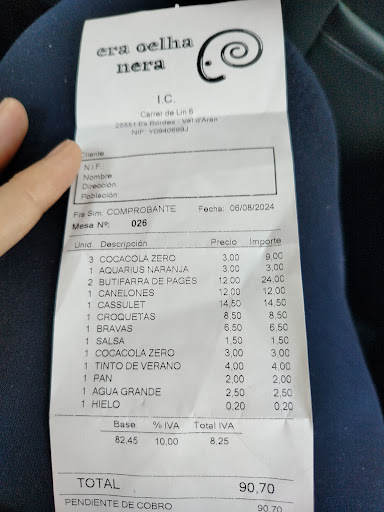 era oelha
nera
I.C.
Carrer de Lin 6
25551 Es Bordes - Val d'Aran
NIF: Y0940699J
Cliente
N.I.F.
Nombre
Dirección
Población
Fra Sim: COMPROBANTE Fecha: 06/08/2024
Mesa Nº: 026
Unid. Descripción Precio Importe
3 COCACOLA ZERO 3,00 9,00
1 AQUARIUS NARANJA 3,00 3,00
2 BUTIFARRA DE PAGES 12,00 24,00
1 CANELONES 12,00 12,00
1 CASSULET 14,50 14,50
1 CROQUETAS 8,50 8,50
1 BRAVAS 6,50 6,50
1 SALSA 1,50 1,50
1 COCACOLA ZERO 3,00 3,00
1 TINTO DE VERANO 4,00 4,00
1 PAN 2,00 2,00
1 AGUA GRANDE 2,50 2,50
1 HIELO 0,20 0,20
Base % IVA Total IVA
82,45 10,00 8,25
TOTAL 90,70
PENDIENTE DE COBRO 90,70